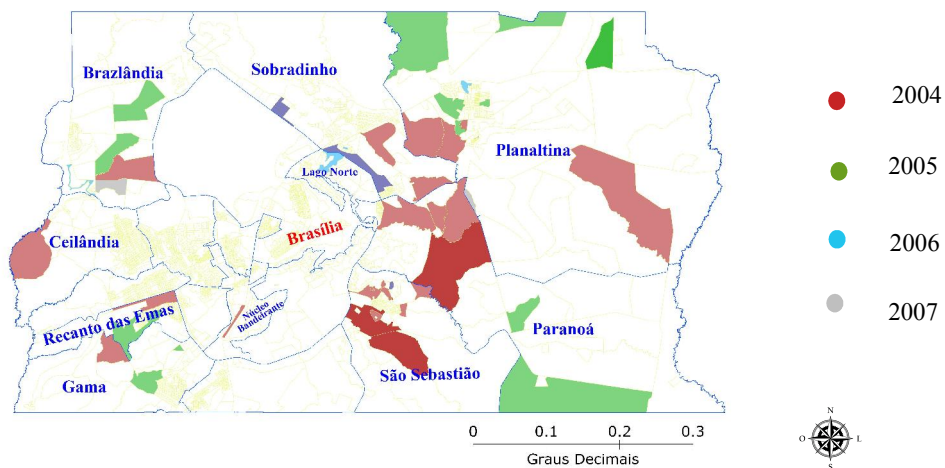 Brazlândia
Sobradinho
Planaltina
Lago Norte
Brasília
Ceilândia
Núcleo
Bandeirante
Recanto das Emas
Paranoá
Gama
São Sebastião
2004
2005
2006
2007
0 0.1 0.2 0.3
Graus Decimais
N
O L
S